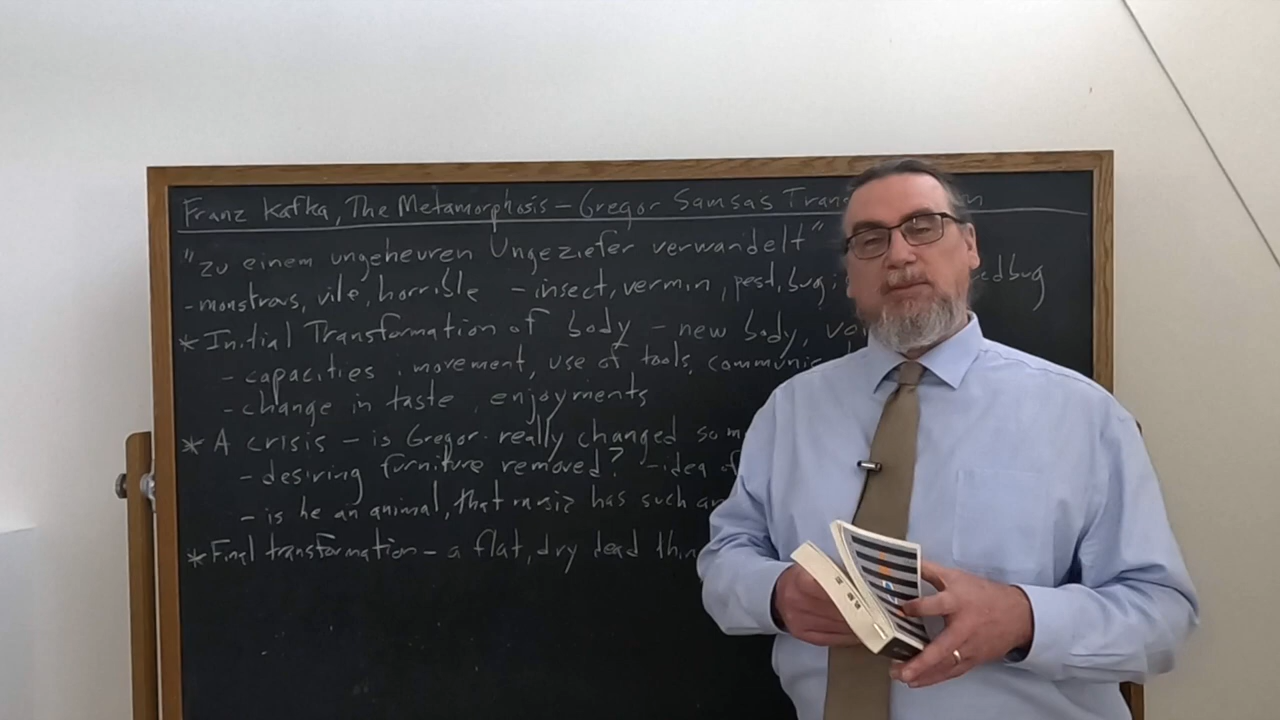 Franz Kafka, The Metamorphosis - Gregor Samsa's Trans n
"zu einem ungeheuren Ungeziefer verwandelt"
- monstrous, vile, horrible - insect, vermin, pest, bug, edbug
* Initial Transformation of body - new body, vo
- capacities, movement, use of tools, communic
- change in taste, enjoyments
* A crisis - is Gregor really changed som
- desiring furniture removed? - idea of
- is he an animal, that music has such an
* Final transformation - a flat, dry dead thin